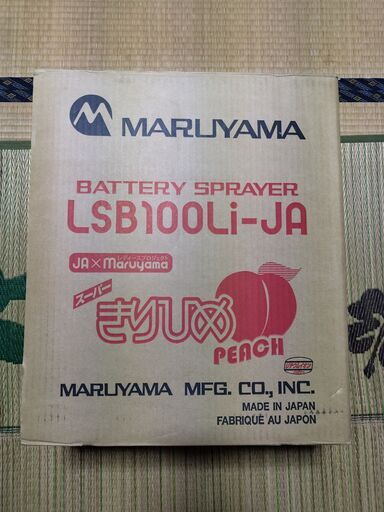 MARUYAMA
BATTERY SPRAYER
LSB100Li-JA
レディースプロジェクト
JA×Maruyama
スーパー
きりひめ
PEACH
MARUYAMA MFG. CO., INC.
MADE IN JAPAN
FABRIQUÉ AU JAPON